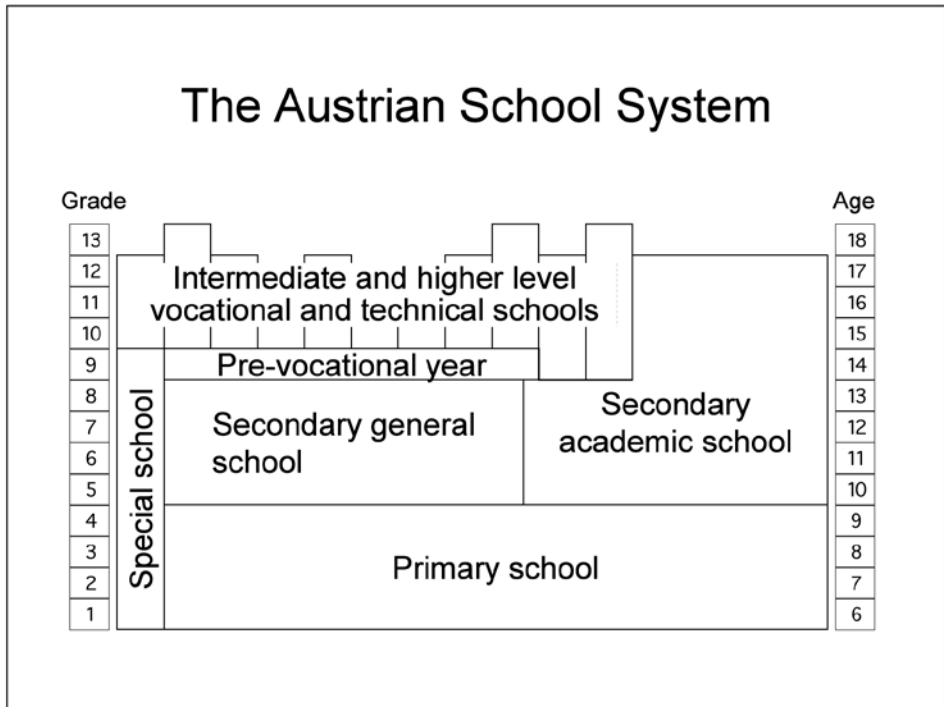 The Austrian School System
Grade
Age
13
12
11
10
9
8
7
6
5
4
3
2
1
Intermediate and higher level
vocational and technical schools
Pre-vocational year
Special school
Secondary general
school
Secondary
academic school
Primary school
18
17
16
15
14
13
12
11
10
9
8
7
6